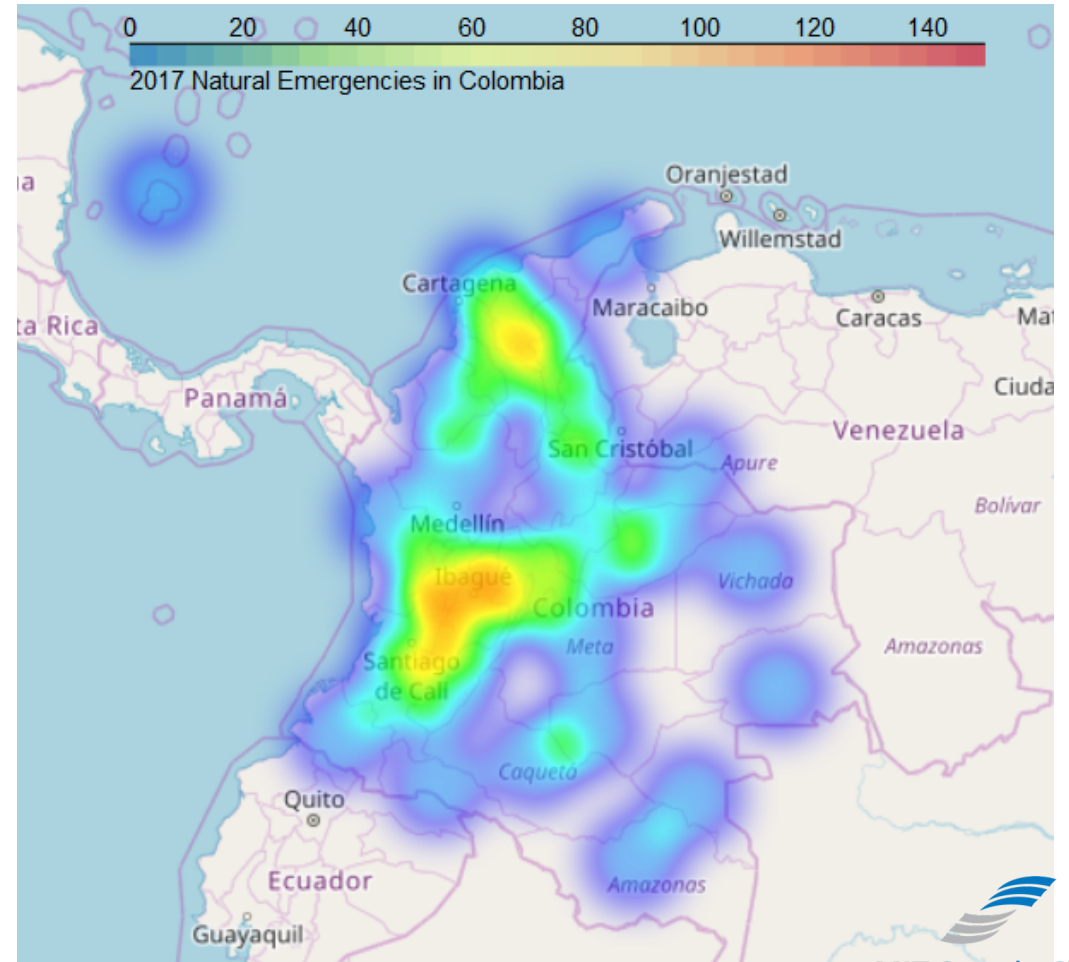 0 20 40 60 80 100 120 140
2017 Natural Emergencies in Colombia
Oranjestad
Willemstad
Cartagena
Maracaibo
Caracas
ta Rica
Panamá
Venezuela
San Cristóbal
Apure
Bolívar
Medellín
Ibagué
Vichada
Colombia
Meta
Amazonas
Santiago
de Cali
Caquetá
Quito
Ecuador
Amazonas
Guayaquil